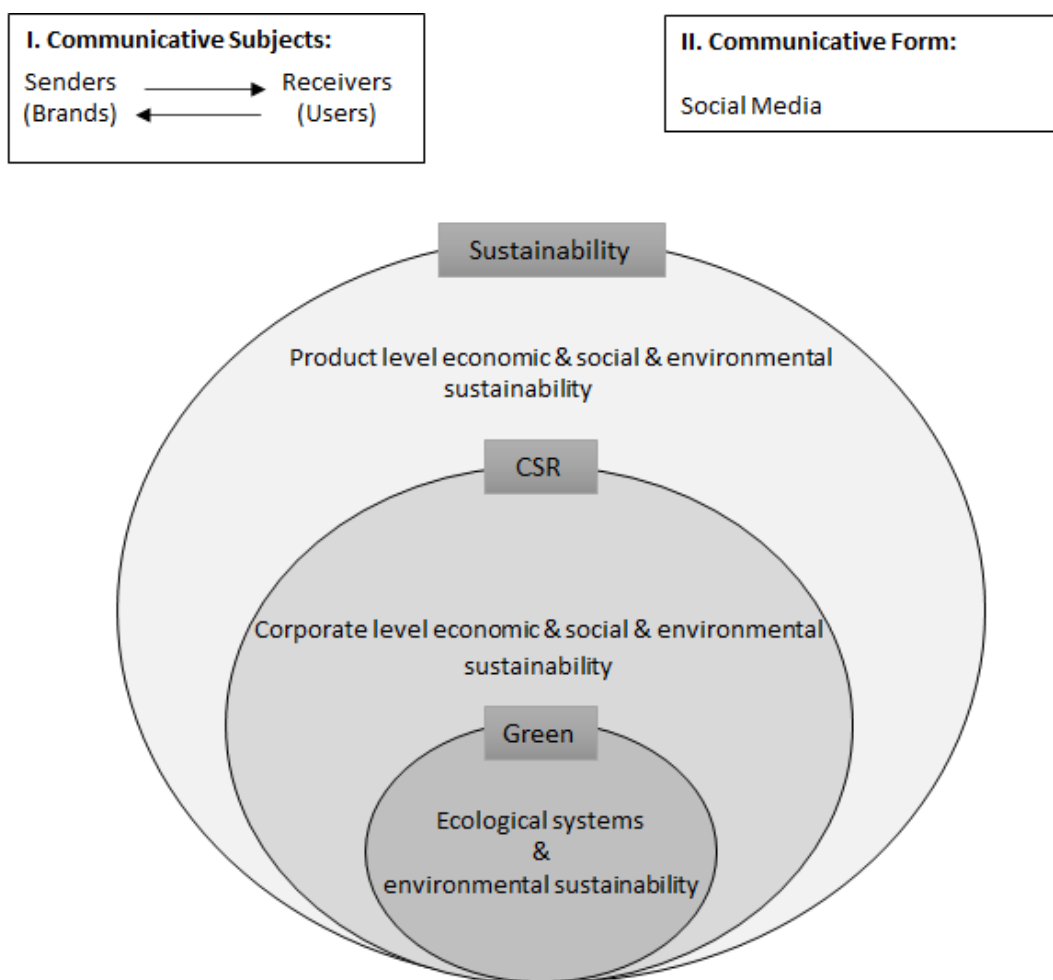 I. Communicative Subjects:
Senders Receivers
(Brands) (Users)
II. Communicative Form:
Social Media
Sustainability
Product level economic & social & environmental
sustainability
CSR
Corporate level economic & social & environmental
sustainability
Green
Ecological systems
&
environmental sustainability